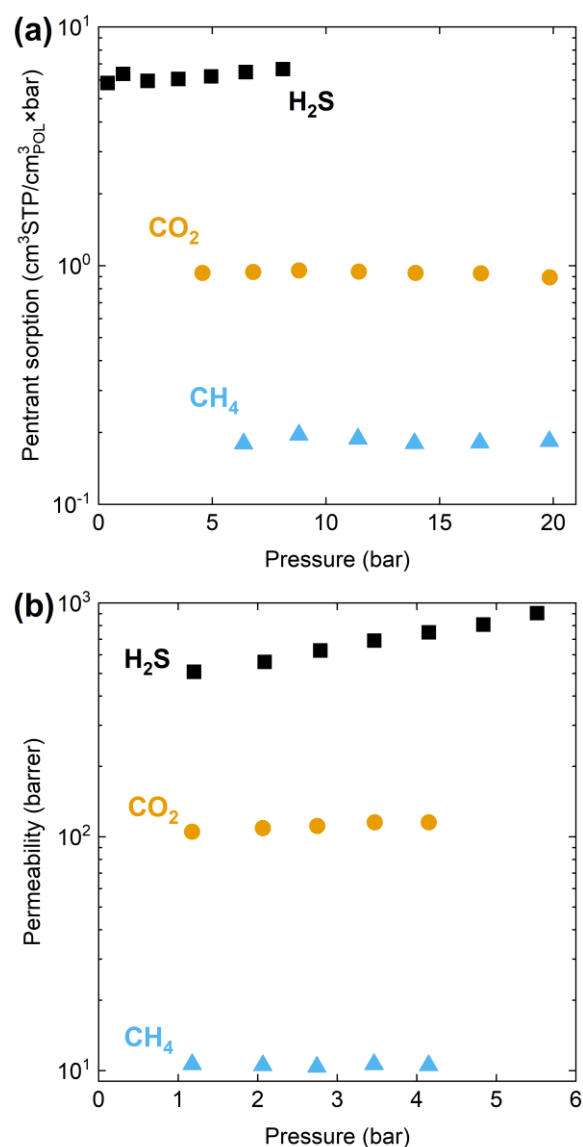 (a)
10¹
10⁰
10⁻¹
Pentrant sorption (cm³STP/cm³POL×bar)
H₂S
CO₂
CH₄
0 5 10 15 20
Pressure (bar)
(b)
10³
10²
10¹
Permeability (barrer)
H₂S
CO₂
CH₄
0 1 2 3 4 5 6
Pressure (bar)